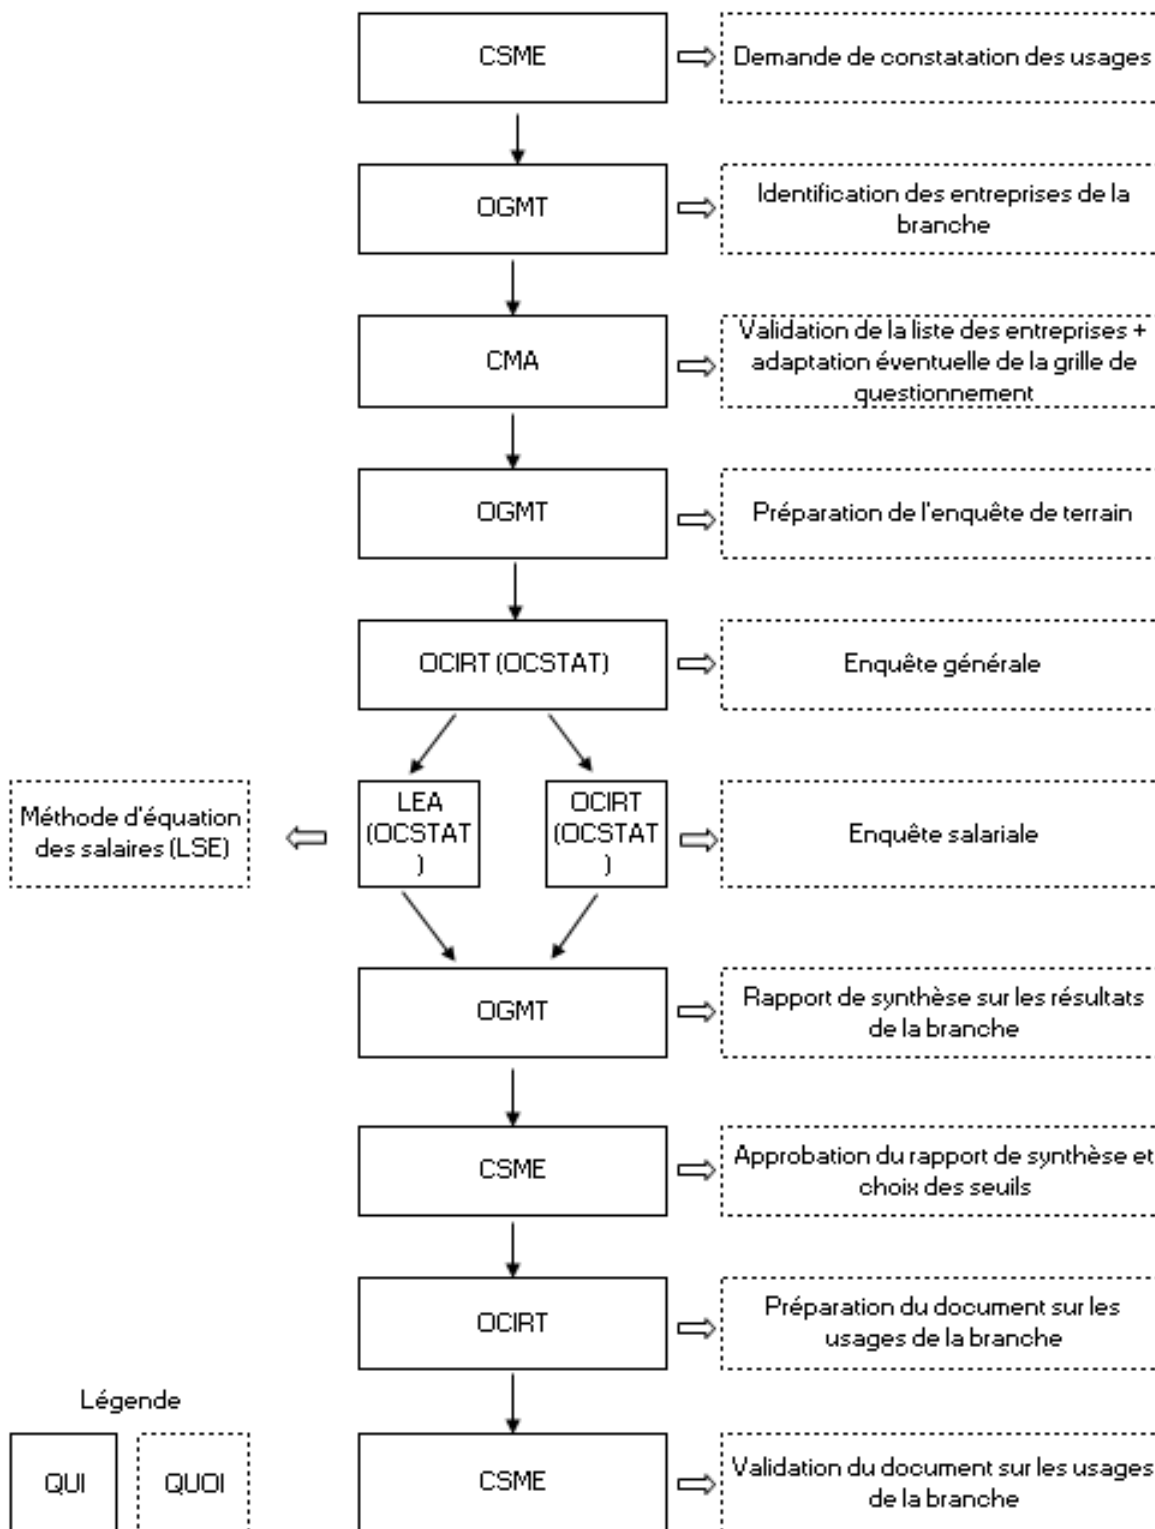 CSME
Demande de constatation des usages
OGMT
Identification des entreprises de la
branche
CMA
Validation de la liste des entreprises +
adaptation éventuelle de la grille de
questionnement
OGMT
Préparation de l'enquête de terrain
OCIRT (OCSTAT)
Enquête générale
Méthode d'équation
des salaires (LSE)
LEA
(OCSTAT
)
OCIRT
(OCSTAT
)
Enquête salariale
OGMT
Rapport de synthèse sur les résultats
de la branche
CSME
Approbation du rapport de synthèse et
choix des seuils
OCIRT
Préparation du document sur les
usages de la branche
Légende
QUI
QUOI
CSME
Validation du document sur les usages
de la branche